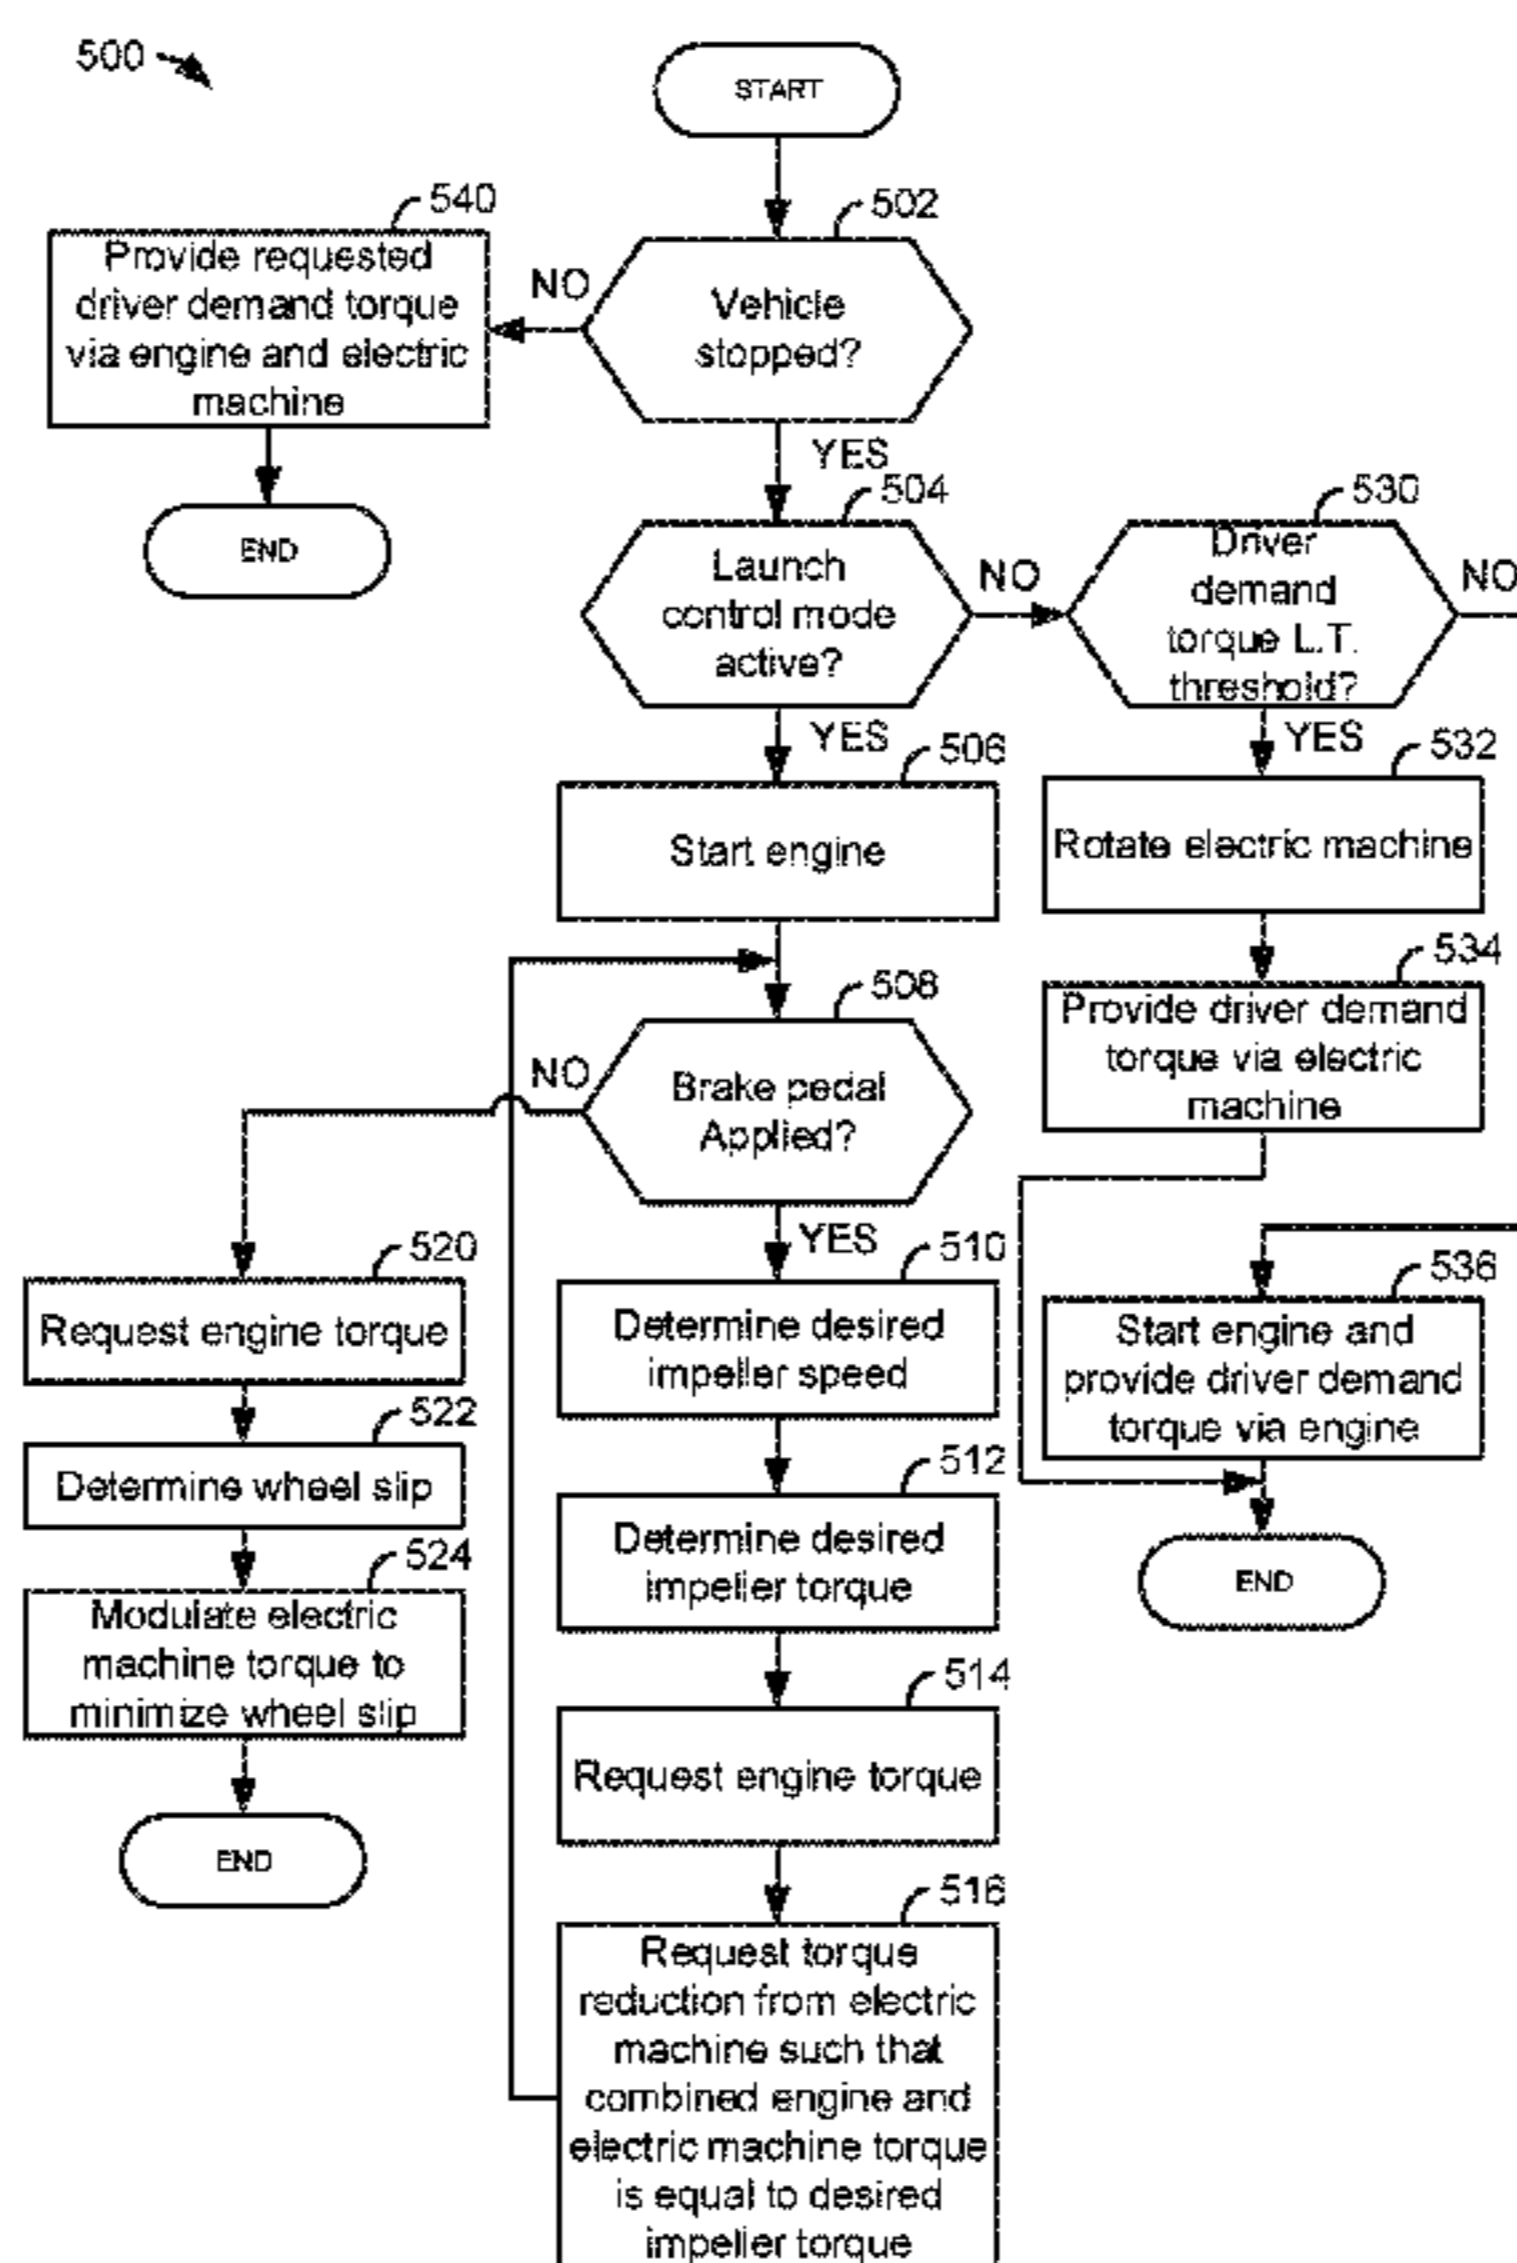 500
START
540
Provide requested
driver demand torque
via engine and electric
machine
END
NO
502
Vehicle
stopped?
YES
504
Launch
control mode
active?
NO
530
Driver
demand
torque L.T.
threshold?
NO
YES
506
Start engine
YES
532
Rotate electric machine
534
Provide driver demand
torque via electric
machine
508
Brake pedal
Applied?
NO
YES
520
Request engine torque
522
Determine wheel slip
524
Modulate electric
machine torque to
minimize wheel slip
END
510
Determine desired
impeller speed
512
Determine desired
impeller torque
514
Request engine torque
516
Request torque
reduction from electric
machine such that
combined engine and
electric machine torque
is equal to desired
impeller torque
536
Start engine and
provide driver demand
torque via engine
END